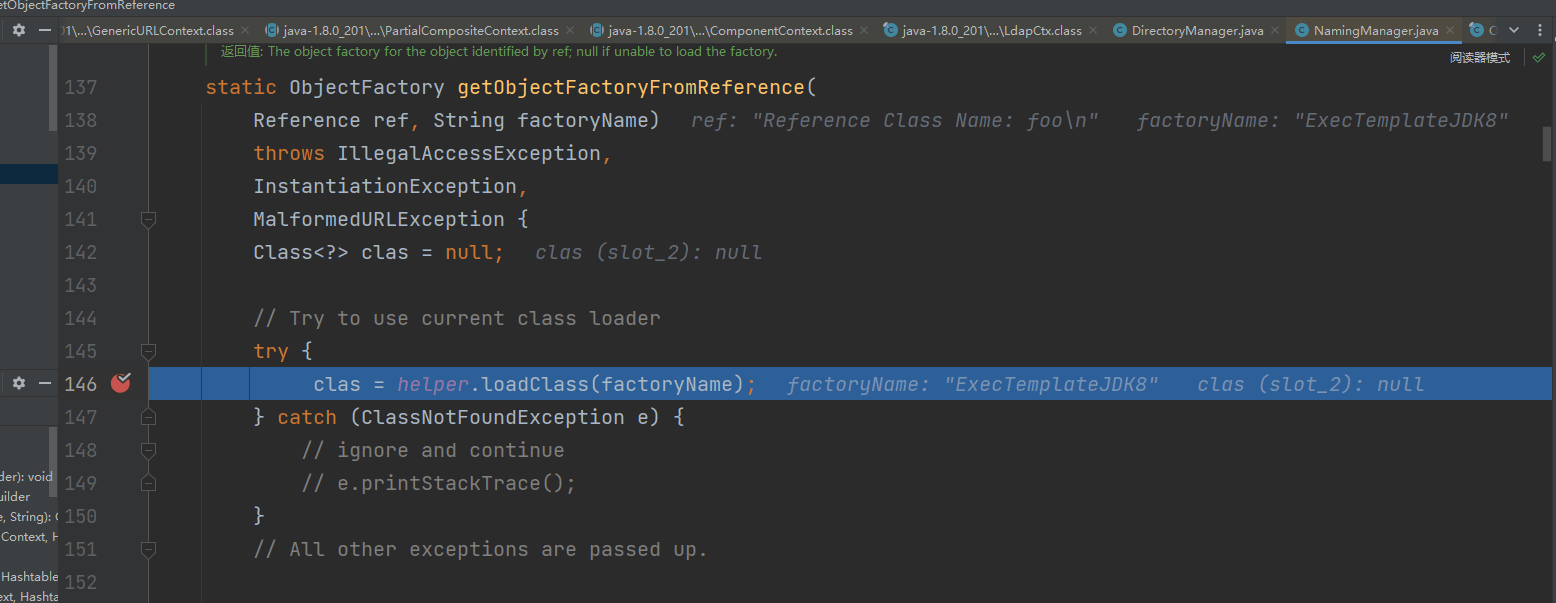 etObjectFactoryFromReference
01\...\GenericURLContext.class java-1.8.0_201\...\PartialCompositeContext.class java-1.8.0_201\...\ComponentContext.class java-1.8.0_201\...\LdapCtx.class DirectoryManager.java NamingManager.java C
返回值: The object factory for the object identified by ref; null if unable to load the factory.
阅读器模式
137 static ObjectFactory getObjectFactoryFromReference(
138 Reference ref, String factoryName) ref: "Reference Class Name: foo\n" factoryName: "ExecTemplateJDK8"
139 throws IllegalAccessException,
140 InstantiationException,
141 MalformedURLException {
142 Class<?> clas = null; clas (slot_2): null
143
144 // Try to use current class loader
145 try {
146 clas = helper.loadClass(factoryName); factoryName: "ExecTemplateJDK8" clas (slot_2): null
147 } catch (ClassNotFoundException e) {
148 // ignore and continue
149 // e.printStackTrace();
150 }
151 // All other exceptions are passed up.
152
der): void
uilder
e, String): C
Context, H
Hashtable
ext, Hashta